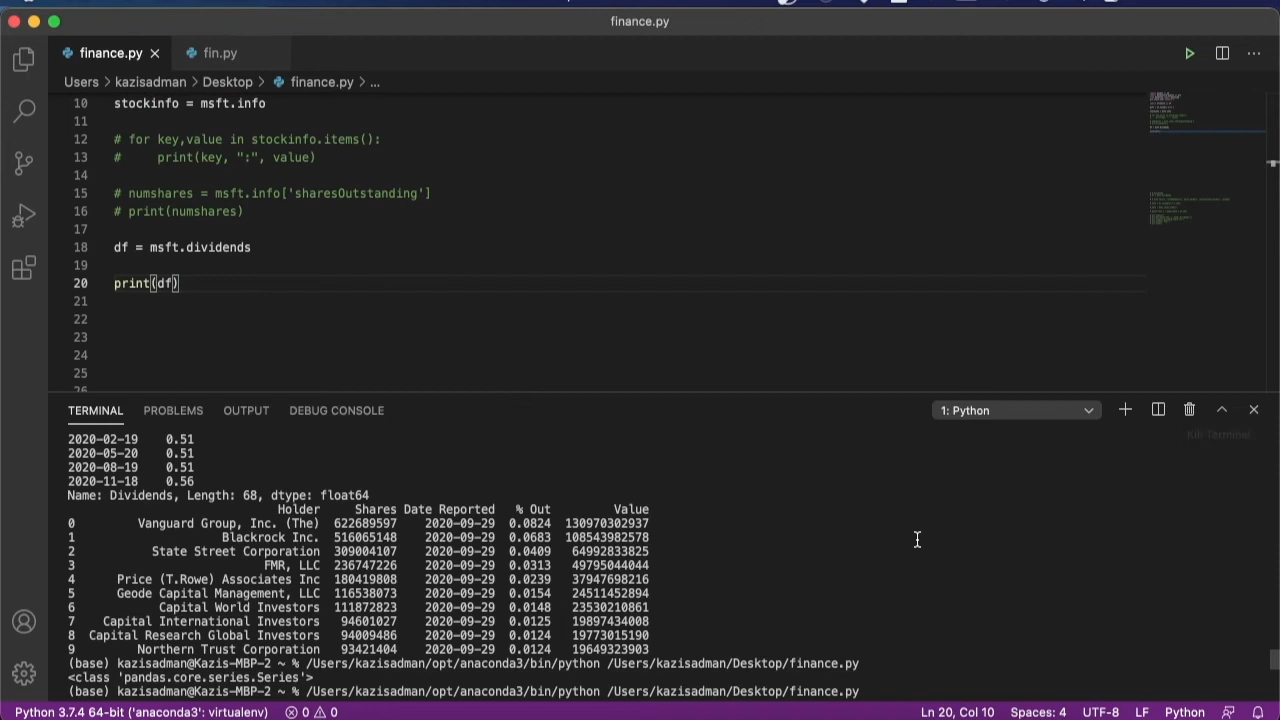 finance.py
finance.py
fin.py
Users > kazisadman > Desktop > finance.py > ...
10 stockinfo = msft.info
11
12 # for key,value in stockinfo.items():
13 #     print(key, ":", value)
14
15 # numshares = msft.info['sharesOutstanding']
16 # print(numshares)
17
18 df = msft.dividends
19
20 print(df)
21
22
23
24
25
26
TERMINAL PROBLEMS OUTPUT DEBUG CONSOLE 1: Python
Kill Terminal
2020-02-19    0.51
2020-05-20    0.51
2020-08-19    0.51
2020-11-18    0.56
Name: Dividends, Length: 68, dtype: float64
Holder     Shares Date Reported   % Out         Value
0          Vanguard Group, Inc. (The)  622689597    2020-09-29  0.0824  130970302937
1                      Blackrock Inc.  516065148    2020-09-29  0.0683  108543982578
2            State Street Corporation  309004107    2020-09-29  0.0409   64992833825
3                            FMR, LLC  236747226    2020-09-29  0.0313   49795044044
4       Price (T.Rowe) Associates Inc  180419808    2020-09-29  0.0239   37947698216
5       Geode Capital Management, LLC  116538073    2020-09-29  0.0154   24511452894
6             Capital World Investors  111872823    2020-09-29  0.0148   23530210861
7     Capital International Investors   94601027    2020-09-29  0.0125   19897434008
8   Capital Research Global Investors   94009486    2020-09-29  0.0124   19773015190
9          Northern Trust Corporation   93421404    2020-09-29  0.0124   19649323903
(base) kazisadman@Kazis-MBP-2 ~ % /Users/kazisadman/opt/anaconda3/bin/python /Users/kazisadman/Desktop/finance.py
<class 'pandas.core.series.Series'>
(base) kazisadman@Kazis-MBP-2 ~ % /Users/kazisadman/opt/anaconda3/bin/python /Users/kazisadman/Desktop/finance.py
Python 3.7.4 64-bit ('anaconda3': virtualenv) 0 0 Ln 20, Col 10 Spaces: 4 UTF-8 LF Python